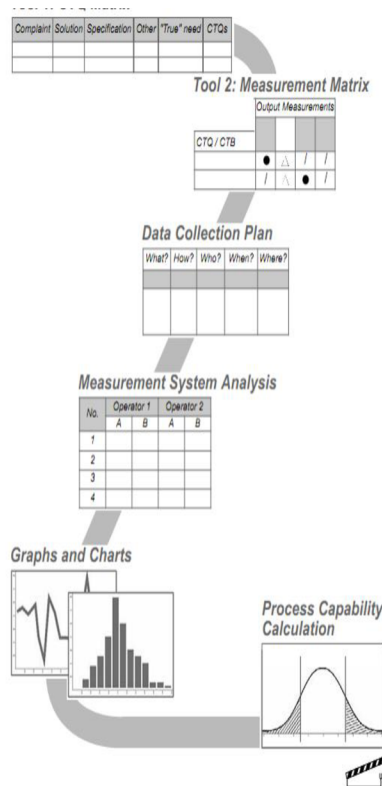 Complaint Solution Specification Other "True" need CTQs
Tool 2: Measurement Matrix
Output Measurements
CTQ / CTB
Data Collection Plan
What? How? Who? When? Where?
Measurement System Analysis
No. Operator 1 Operator 2
A B A B
1
2
3
4
Graphs and Charts
Process Capability
Calculation